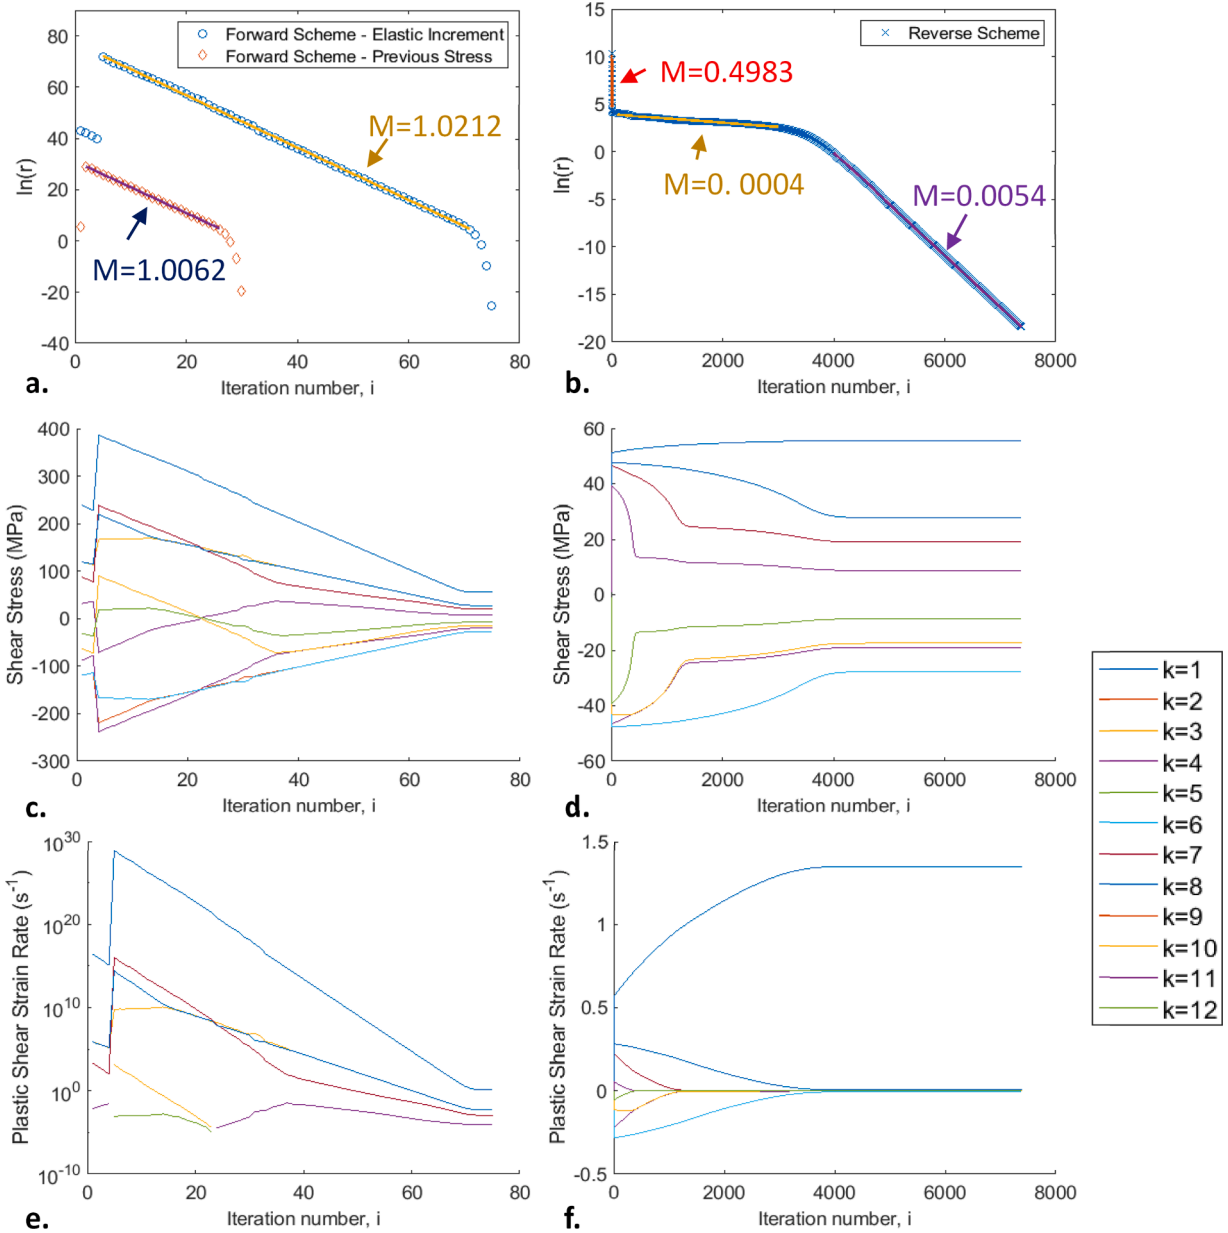 80
60
40
20
0
-20
-40
ln(r)
Forward Scheme - Elastic Increment
Forward Scheme - Previous Stress
M=1.0212
M=1.0062
0
20
40
60
80
Iteration number, i
a.
15
10
5
0
-5
-10
-15
-20
ln(r)
Reverse Scheme
M=0.4983
M=0. 0004
M=0.0054
0
2000
4000
6000
8000
Iteration number, i
b.
400
300
200
100
0
-100
-200
-300
Shear Stress (MPa)
0
20
40
60
80
Iteration number, i
c.
60
40
20
0
-20
-40
-60
Shear Stress (MPa)
0
2000
4000
6000
8000
Iteration number, i
d.
10^30
10^20
10^10
10^0
10^-10
Plastic Shear Strain Rate (s^-1)
0
20
40
60
80
Iteration number, i
e.
1.5
1
0.5
0
-0.5
Plastic Shear Strain Rate (s^-1)
0
2000
4000
6000
8000
Iteration number, i
f.
k=1
k=2
k=3
k=4
k=5
k=6
k=7
k=8
k=9
k=10
k=11
k=12